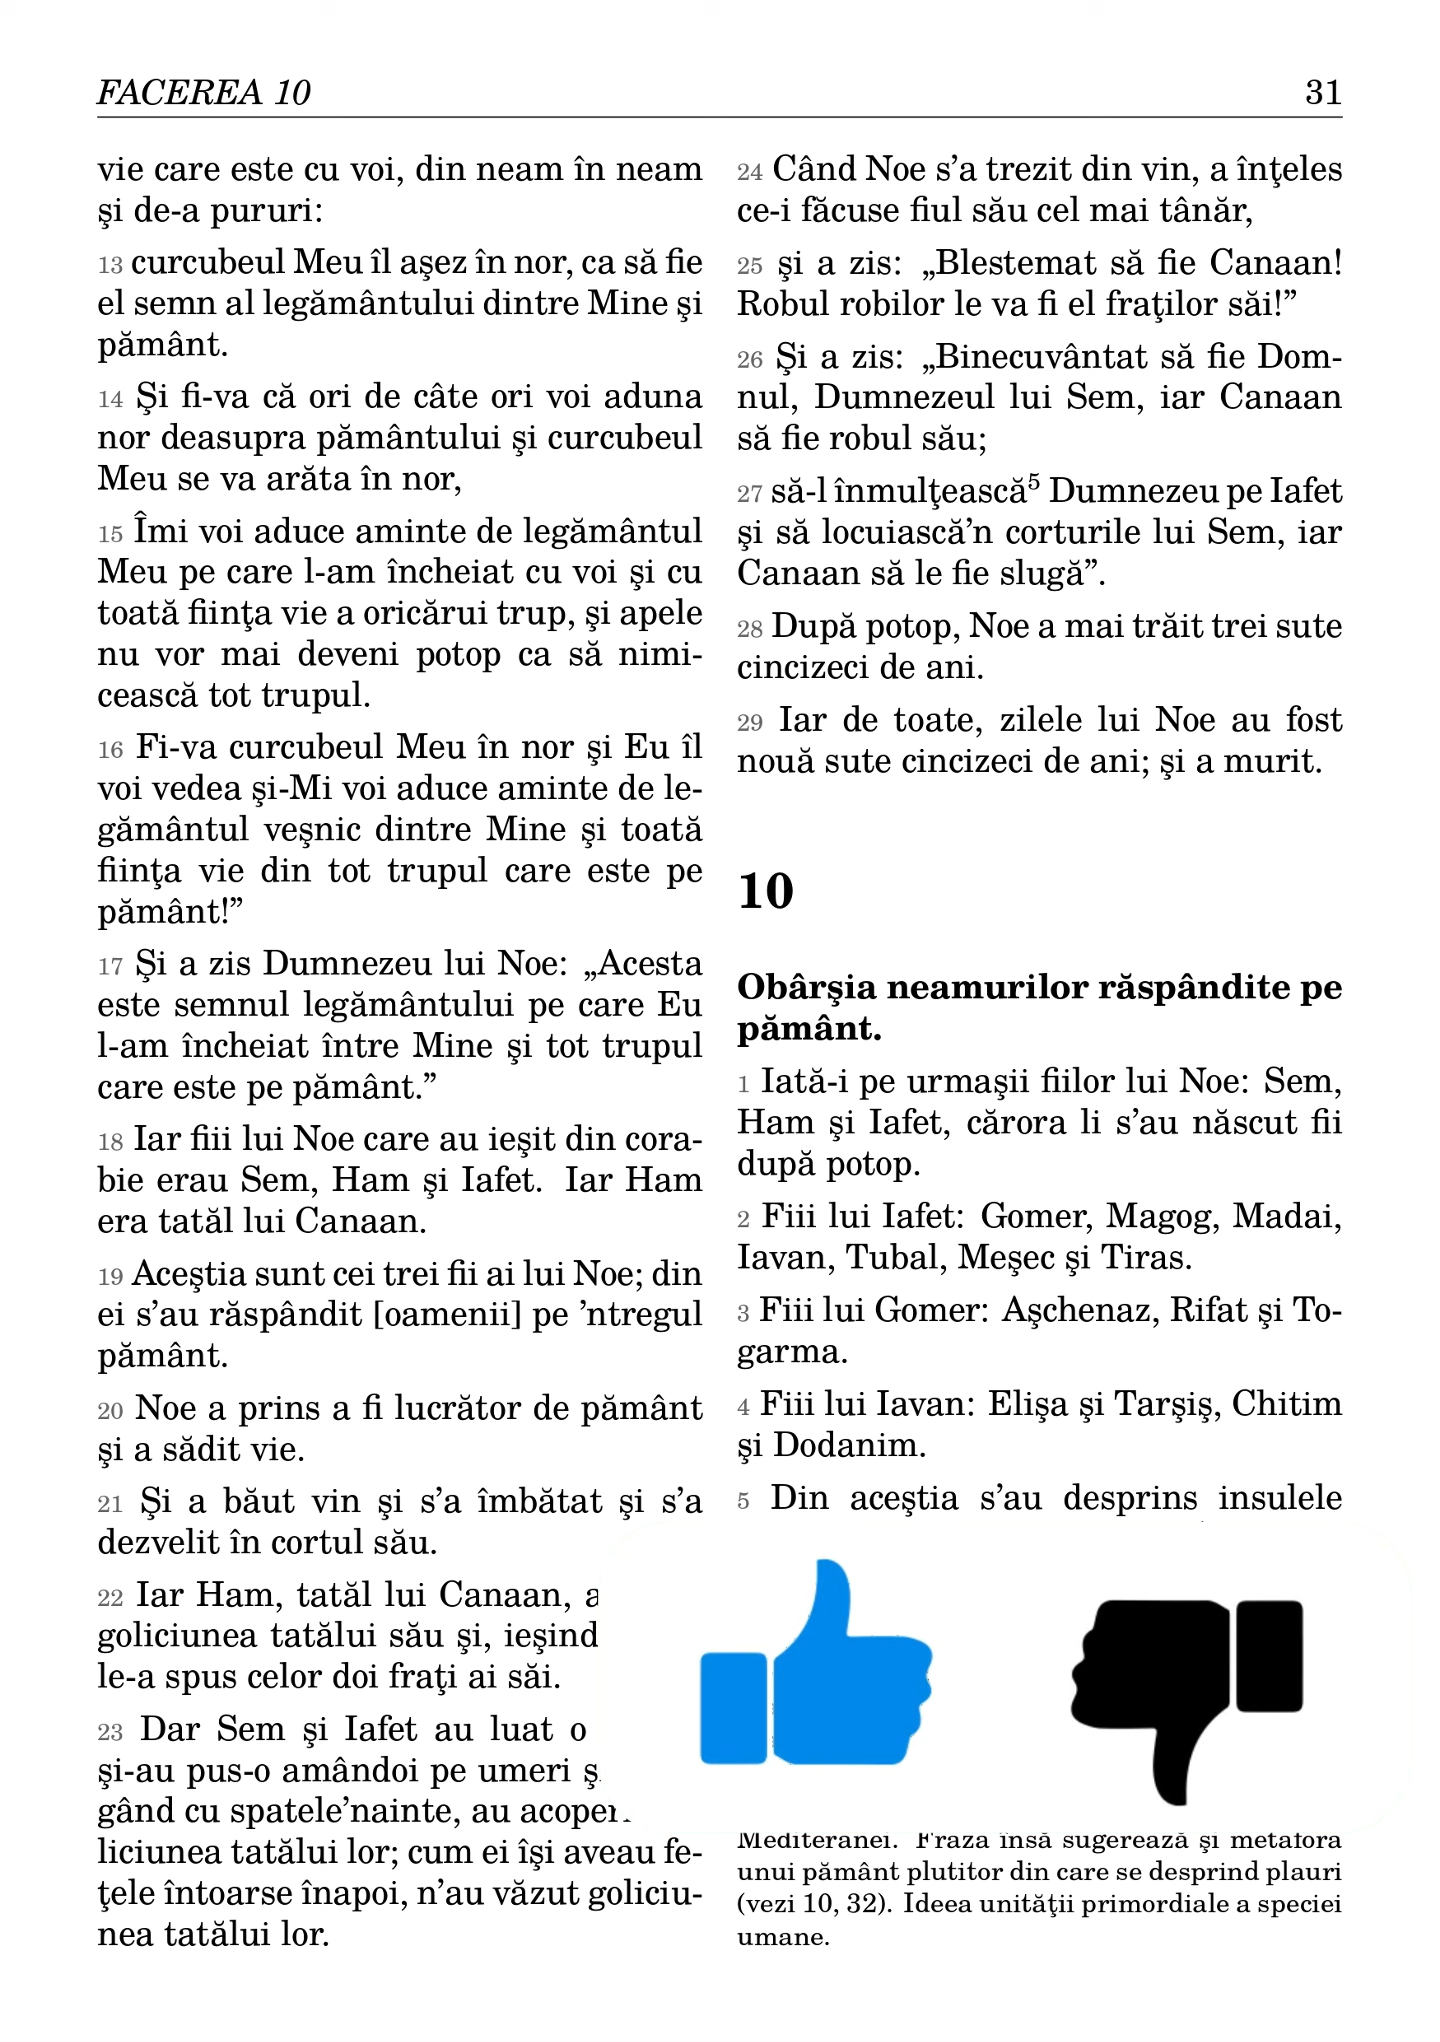 FACEREA 10
31
vie care este cu voi, din neam în neam
şi de-a pururi:
13 curcubeul Meu îl aşez în nor, ca să fie
el semn al legământului dintre Mine şi
pământ.
14 Şi fi-va că ori de câte ori voi aduna
nor deasupra pământului şi curcubeul
Meu se va arăta în nor,
15 Îmi voi aduce aminte de legământul
Meu pe care l-am încheiat cu voi şi cu
toată fiinţa vie a oricărui trup, şi apele
nu vor mai deveni potop ca să nimi-
cească tot trupul.
16 Fi-va curcubeul Meu în nor şi Eu îl
voi vedea şi-Mi voi aduce aminte de le-
gământul veşnic dintre Mine şi toată
fiinţa vie din tot trupul care este pe
pământ!”
17 Şi a zis Dumnezeu lui Noe: „Acesta
este semnul legământului pe care Eu
l-am încheiat între Mine şi tot trupul
care este pe pământ.”
18 Iar fiii lui Noe care au ieşit din cora-
bie erau Sem, Ham şi Iafet. Iar Ham
era tatăl lui Canaan.
19 Aceştia sunt cei trei fii ai lui Noe; din
ei s’au răspândit [oamenii] pe ’ntregul
pământ.
20 Noe a prins a fi lucrător de pământ
şi a sădit vie.
21 Şi a băut vin şi s’a îmbătat şi s’a
dezvelit în cortul său.
22 Iar Ham, tatăl lui Canaan,
goliciunea tatălui său şi, ieşind
le-a spus celor doi fraţi ai săi.
23 Dar Sem şi Iafet au luat o
şi-au pus-o amândoi pe umeri
gând cu spatele’nainte, au
liciunea tatălui lor; cum ei îşi aveau fe-
ţele întoarse înapoi, n’au văzut goliciu-
nea tatălui lor.
24 Când Noe s’a trezit din vin, a înţeles
ce-i făcuse fiul său cel mai tânăr,
25 şi a zis: „Blestemat să fie Canaan!
Robul robilor le va fi el fraţilor săi!”
26 Şi a zis: „Binecuvântat să fie Dom-
nul, Dumnezeul lui Sem, iar Canaan
să fie robul său;
27 să-l înmulţească5 Dumnezeu pe Iafet
şi să locuiască’n corturile lui Sem, iar
Canaan să le fie slugă”.
28 După potop, Noe a mai trăit trei sute
cincizeci de ani.
29 Iar de toate, zilele lui Noe au fost
nouă sute cincizeci de ani; şi a murit.
10
Obârşia neamurilor răspândite pe
pământ.
1 Iată-i pe urmaşii fiilor lui Noe: Sem,
Ham şi Iafet, cărora li s’au născut fii
după potop.
2 Fiii lui Iafet: Gomer, Magog, Madai,
Iavan, Tubal, Meşec şi Tiras.
3 Fiii lui Gomer: Aşchenaz, Rifat şi To-
garma.
4 Fiii lui Iavan: Elişa şi Tarşiş, Chitim
şi Dodanim.
5 Din aceştia s’au desprins insulele
Mediteranei. Fraza însă sugerează şi metafora
unui pământ plutitor din care se desprind plauri
(vezi 10, 32). Ideea unităţii primordiale a speciei
umane.